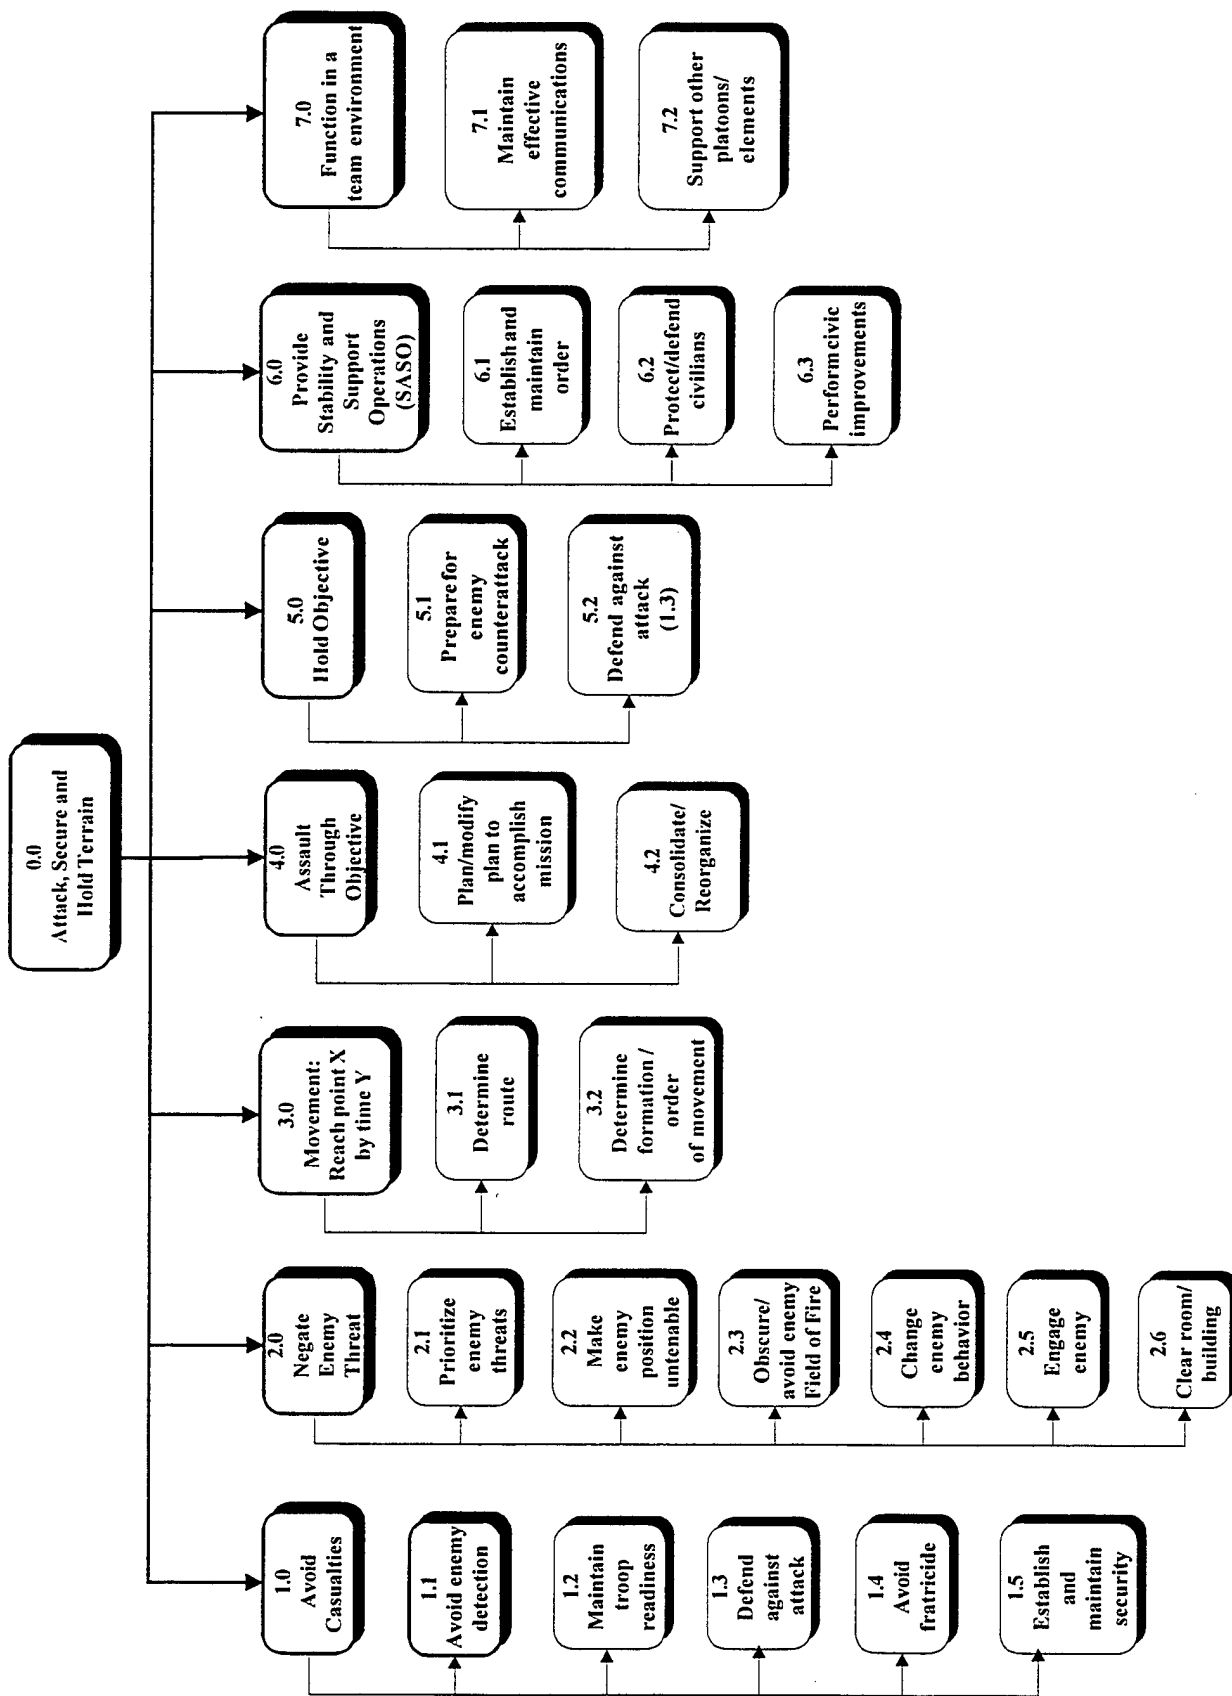 0.0
Attack, Secure and
Hold Terrain
1.0
Avoid
Casualties
1.1
Avoid enemy
detection
1.2
Maintain
troop
readiness
1.3
Defend
against
attack
1.4
Avoid
fratricide
1.5
Establish
and
maintain
security
2.0
Negate
Enemy
Threat
2.1
Prioritize
enemy
threats
2.2
Make
enemy
position
untenable
2.3
Obscure/
avoid enemy
Field of Fire
2.4
Change
enemy
behavior
2.5
Engage
enemy
2.6
Clear room/
building
3.0
Movement:
Reach point X
by time Y
3.1
Determine
route
3.2
Determine
formation /
order
of movement
4.0
Assault
Through
Objective
4.1
Plan/modify
plan to
accomplish
mission
4.2
Consolidate/
Reorganize
5.0
Hold Objective
5.1
Prepare for
enemy
counterattack
5.2
Defend against
attack
(1.3)
6.0
Provide
Stability and
Support
Operations
(SASO)
6.1
Establish and
maintain
order
6.2
Protect/defend
civilians
6.3
Perform civic
improvements
7.0
Function in a
team environment
7.1
Maintain
effective
communications
7.2
Support other
platoons/
elements